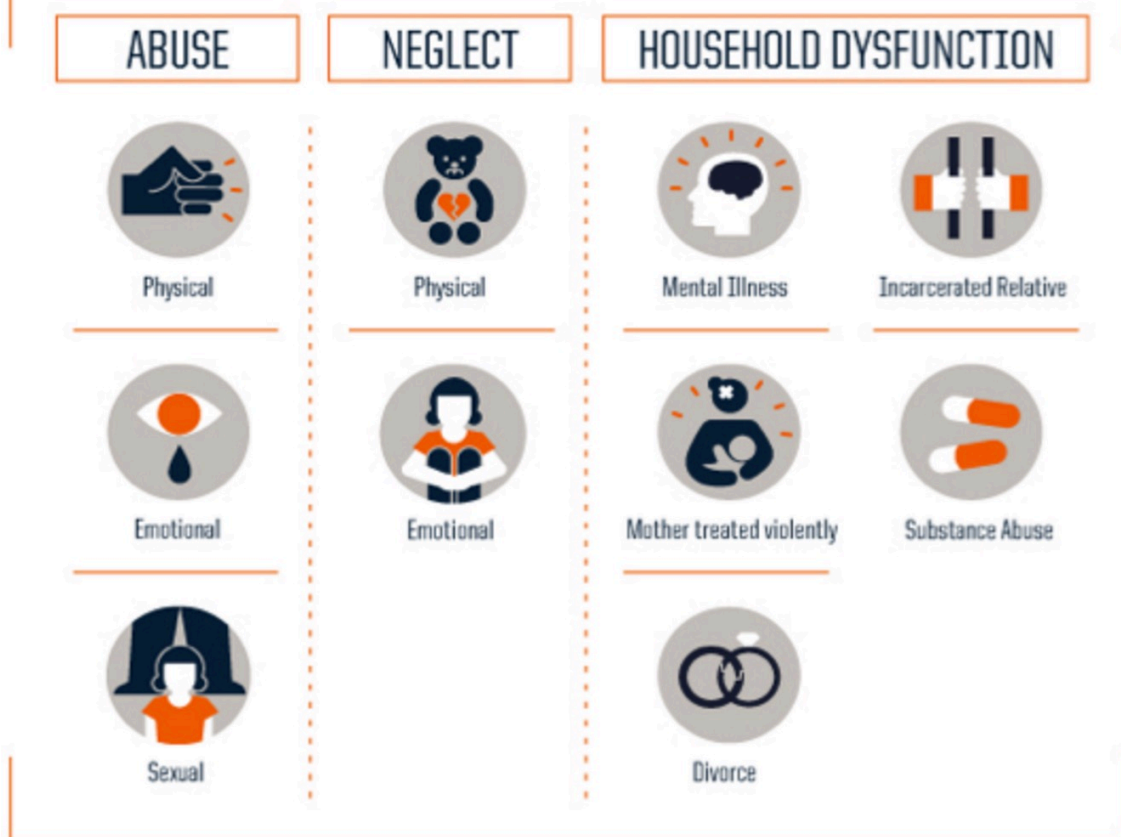 ABUSE
Physical
Emotional
Sexual
NEGLECT
Physical
Emotional
HOUSEHOLD DYSFUNCTION
Mental Illness
Incarcerated Relative
Mother treated violently
Substance Abuse
Divorce